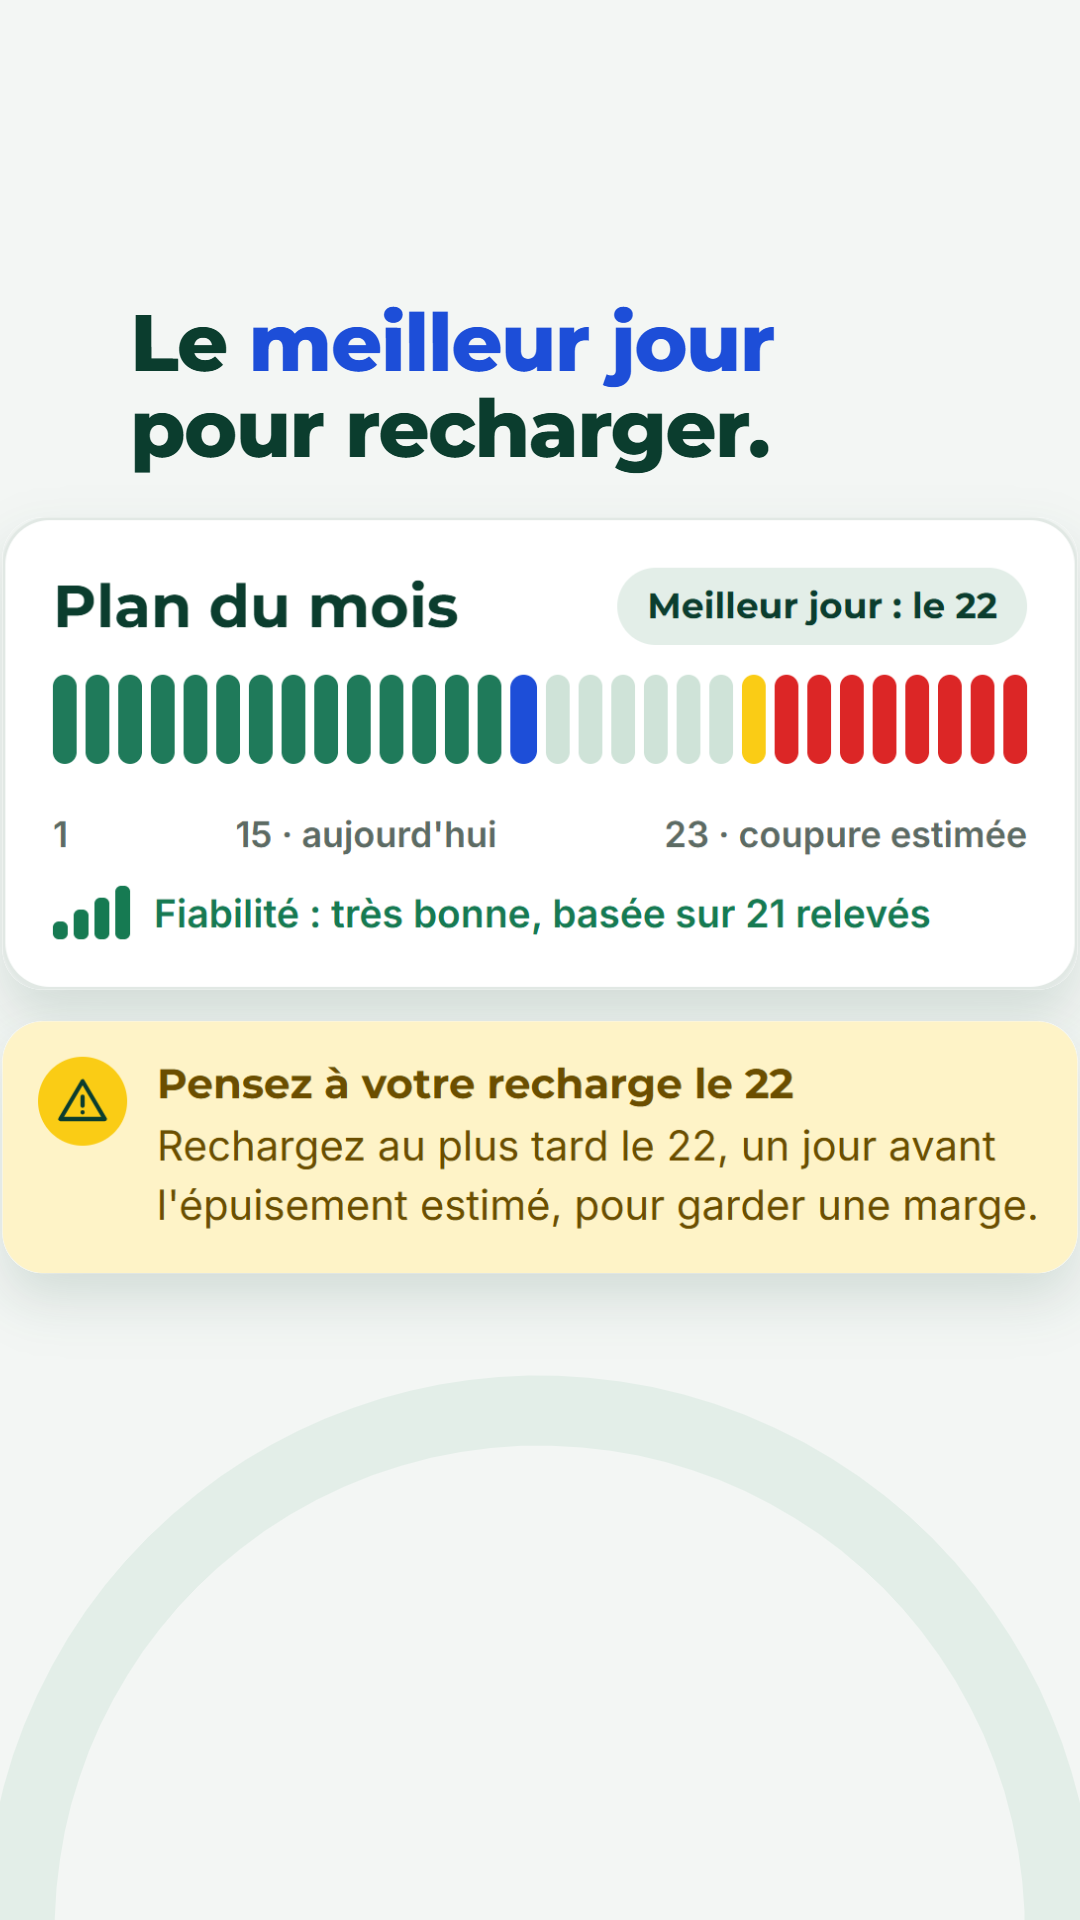 Le meilleur jour
pour recharger.
Plan du mois
Meilleur jour : le 22
1
15 · aujourd'hui
23 · coupure estimée
Fiabilité : très bonne, basée sur 21 relevés
Pensez à votre recharge le 22
Rechargez au plus tard le 22, un jour avant
l'épuisement estimé, pour garder une marge.